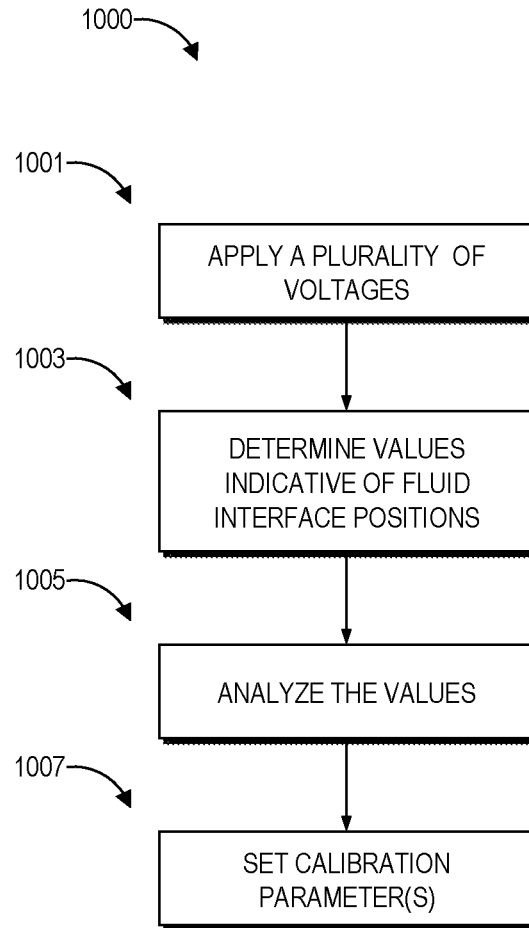 1000
1001
APPLY A PLURALITY OF
VOLTAGES
1003
DETERMINE VALUES
INDICATIVE OF FLUID
INTERFACE POSITIONS
1005
ANALYZE THE VALUES
1007
SET CALIBRATION
PARAMETER(S)